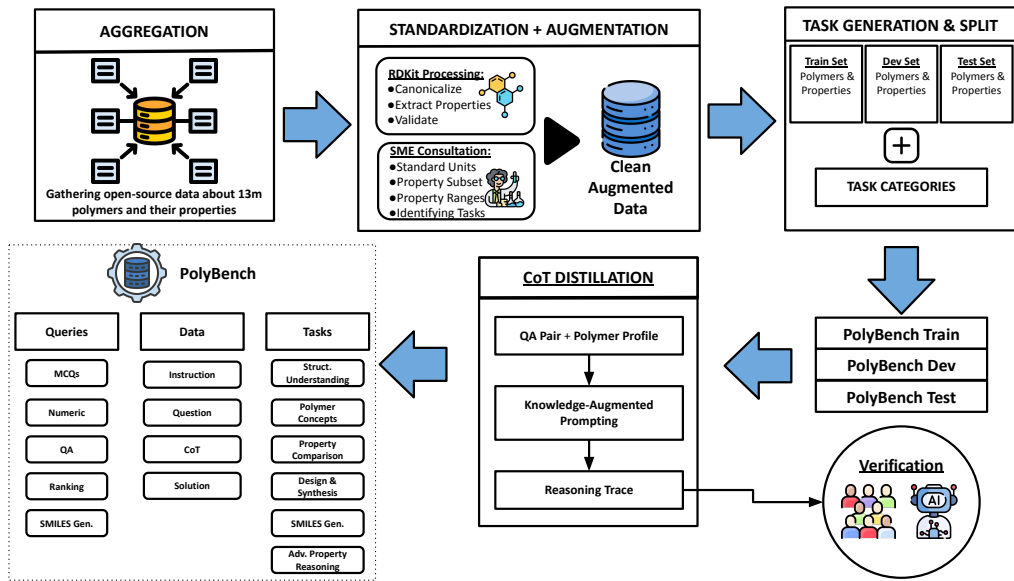 AGGREGATION
Gathering open-source data about 13m
polymers and their properties
STANDARDIZATION + AUGMENTATION
RDKit Processing:
●Canonicalize
●Extract Properties
●Validate
SME Consultation:
●Standard Units
●Property Subset
●Property Ranges
●Identifying Tasks
Clean
Augmented
Data
TASK GENERATION & SPLIT
Train Set
Polymers &
Properties
Dev Set
Polymers &
Properties
Test Set
Polymers &
Properties
+
TASK CATEGORIES
PolyBench Train
PolyBench Dev
PolyBench Test
CoT DISTILLATION
QA Pair + Polymer Profile
Knowledge-Augmented
Prompting
Reasoning Trace
Verification
AI
PolyBench
Queries
MCQs
Numeric
QA
Ranking
SMILES Gen.
Data
Instruction
Question
CoT
Solution
Tasks
Struct.
Understanding
Polymer
Concepts
Property
Comparison
Design &
Synthesis
SMILES Gen.
Adv. Property
Reasoning